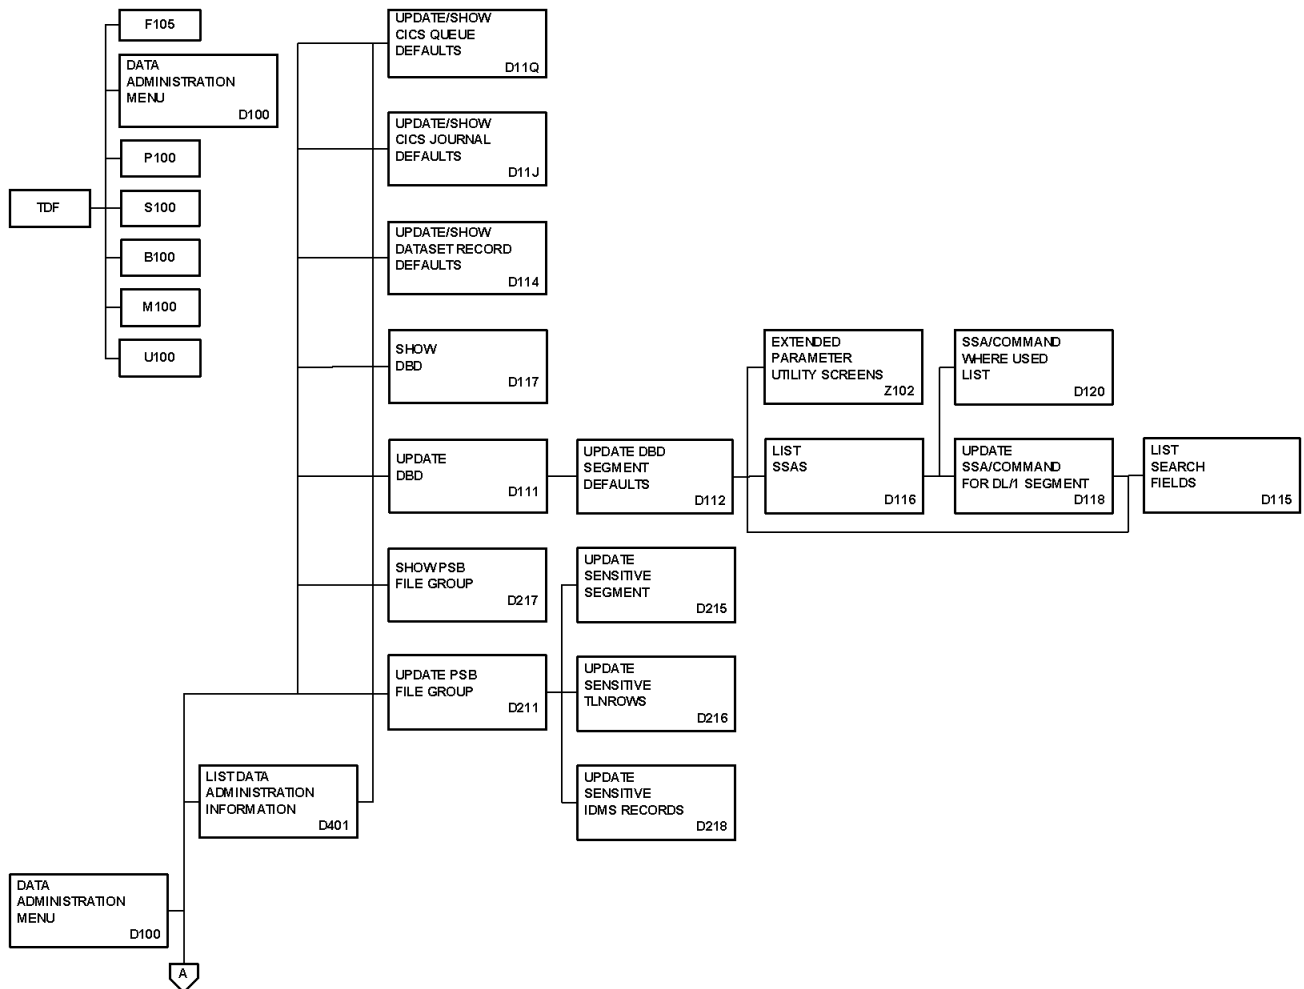 F105
DATA
ADMINISTRATION
MENU
D100
P100
TDF
S100
B100
M100
U100
UPDATE/SHOW
CICS QUEUE
DEFAULTS
D11Q
UPDATE/SHOW
CICS JOURNAL
DEFAULTS
D11J
UPDATE/SHOW
DATASET RECORD
DEFAULTS
D114
SHOW
DBD
D117
EXTENDED
PARAMETER
UTILITY SCREENS
Z102
SSA/COMMAND
WHERE USED
LIST
D120
UPDATE
DBD
D111
UPDATE DBD
SEGMENT
DEFAULTS
D112
LIST
SSAS
D116
UPDATE
SSA/COMMAND
FOR DL/1 SEGMENT
D118
LIST
SEARCH
FIELDS
D115
SHOW PSB
FILE GROUP
D217
UPDATE
SENSITIVE
SEGMENT
D215
UPDATE PSB
FILE GROUP
D211
UPDATE
SENSITIVE
TLNROWS
D216
LIST DATA
ADMINISTRATION
INFORMATION
D401
UPDATE
SENSITIVE
IDMS RECORDS
D218
DATA
ADMINISTRATION
MENU
D100
A